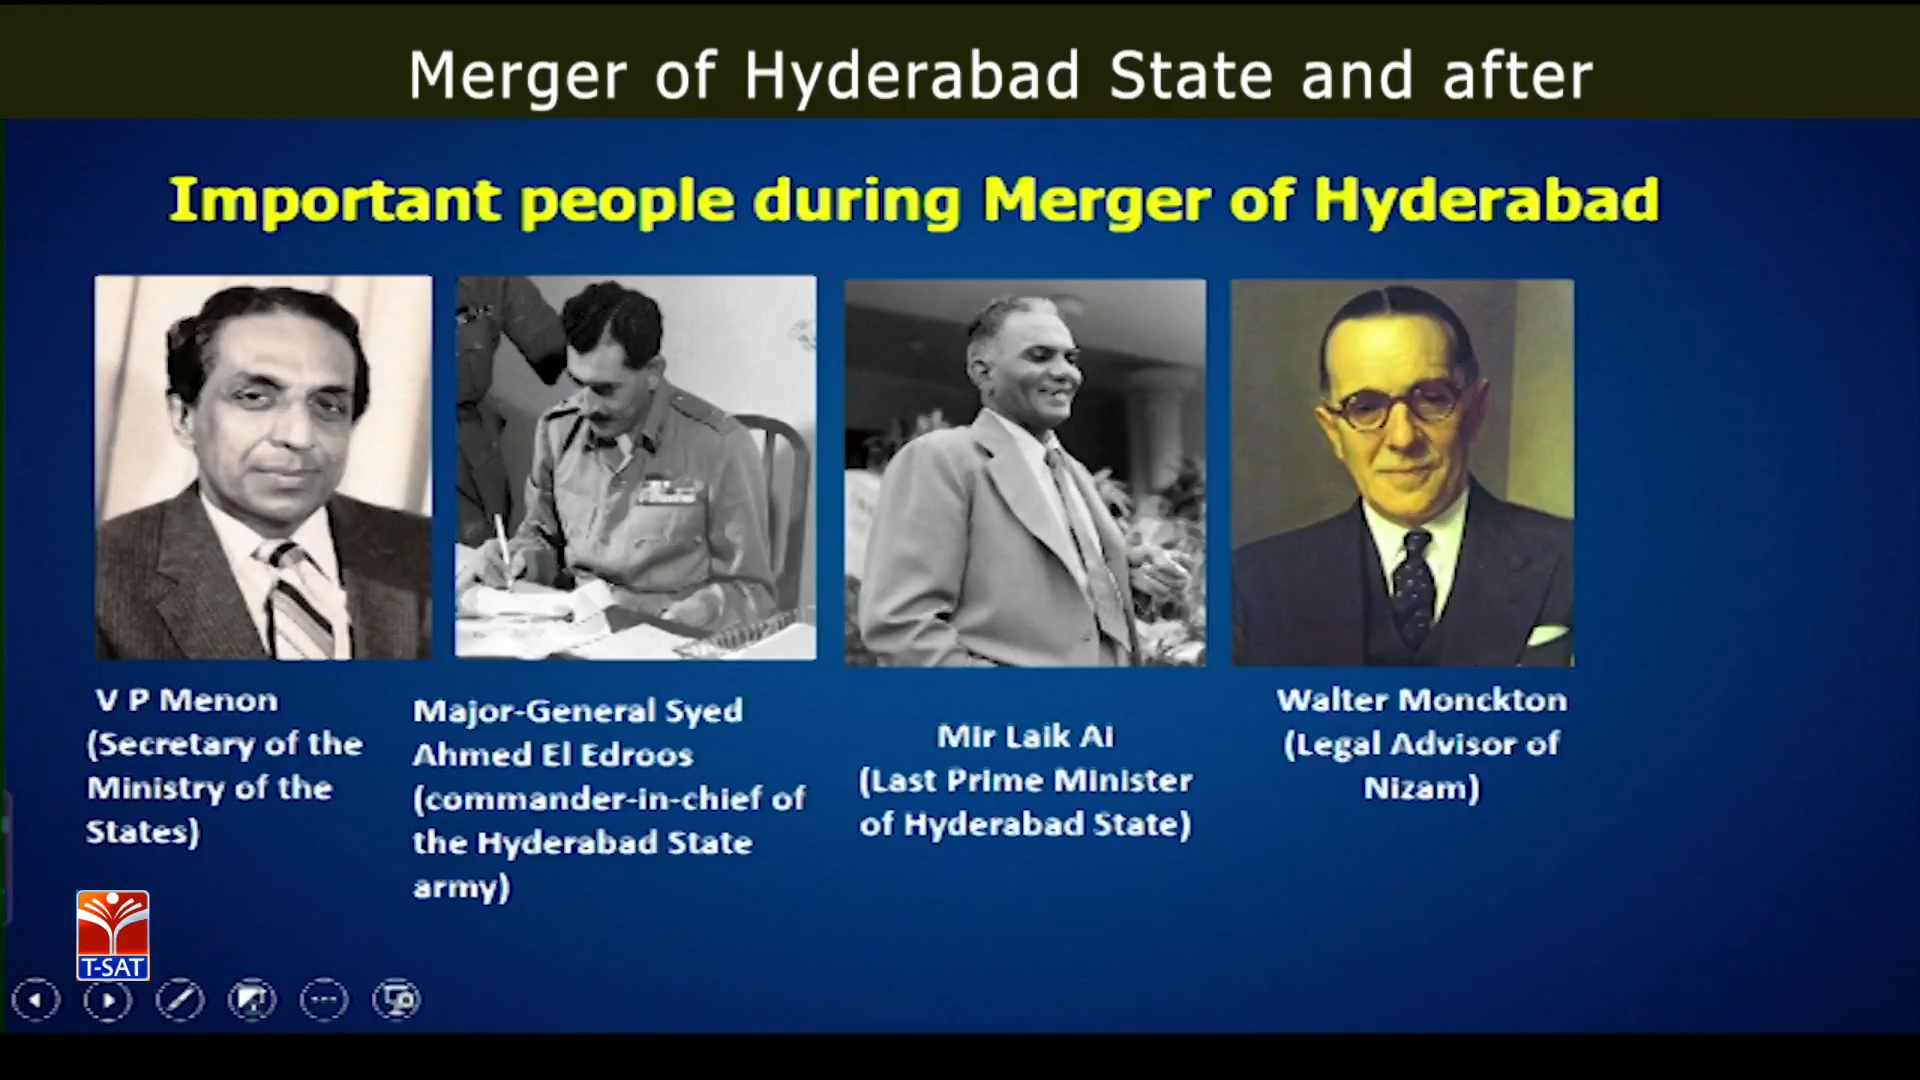 Merger of Hyderabad State and after
Important people during Merger of Hyderabad
V P Menon
(Secretary of the
Ministry of the
States)
Major-General Syed
Ahmed El Edroos
(commander-in-chief of
the Hyderabad State
army)
Mir Laik Ai
(Last Prime Minister
of Hyderabad State)
Walter Monckton
(Legal Advisor of
Nizam)
T-SAT